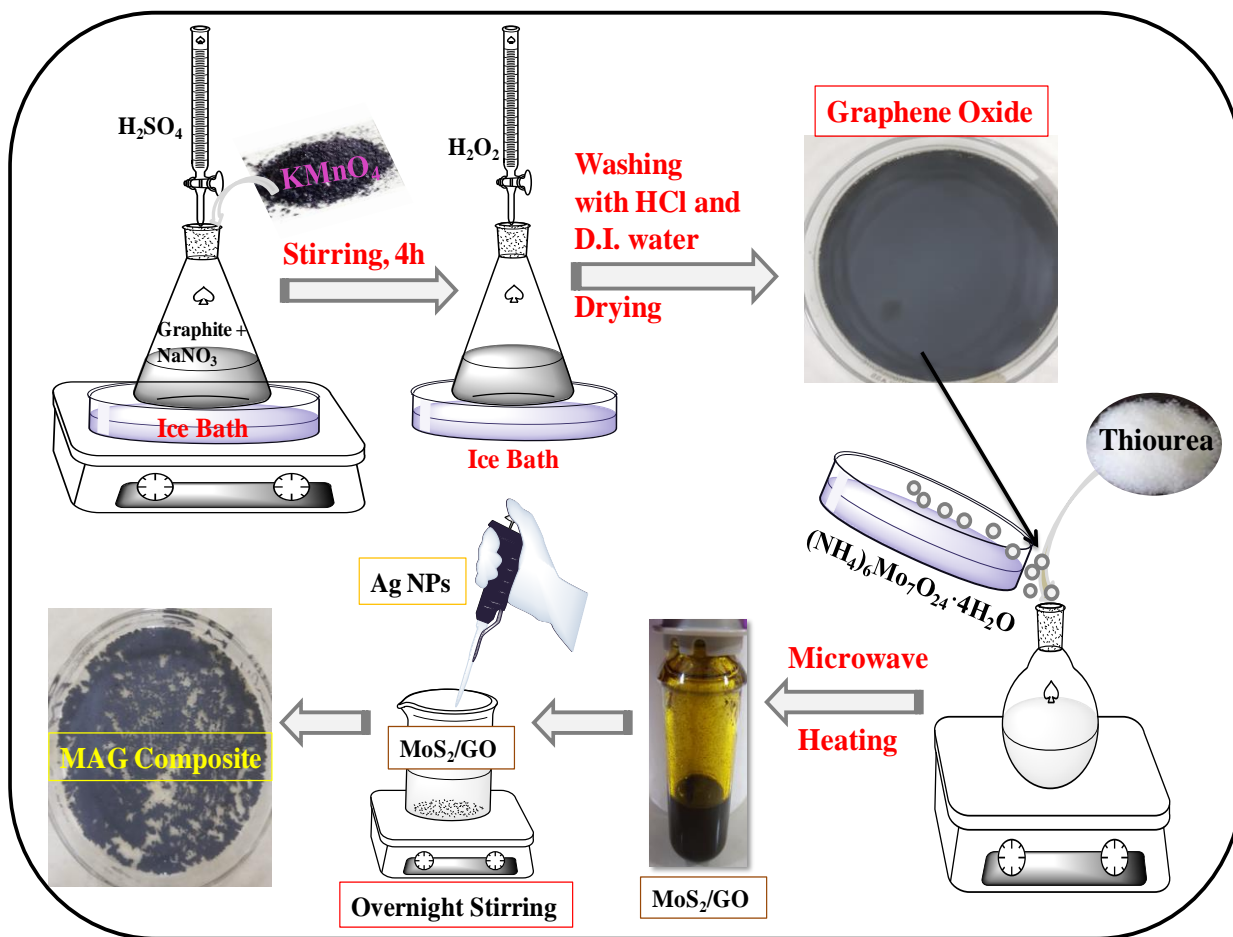 H₂SO₄
KMnO₄
Graphite +
NaNO₃
Ice Bath
Stirring, 4h
H₂O₂
Ice Bath
Washing
with HCl and
D.I. water
Drying
Graphene Oxide
Thiourea
(NH₄)₆Mo₇O₂₄·4H₂O
Microwave
Heating
MoS₂/GO
Ag NPs
MoS₂/GO
Overnight Stirring
MAG Composite